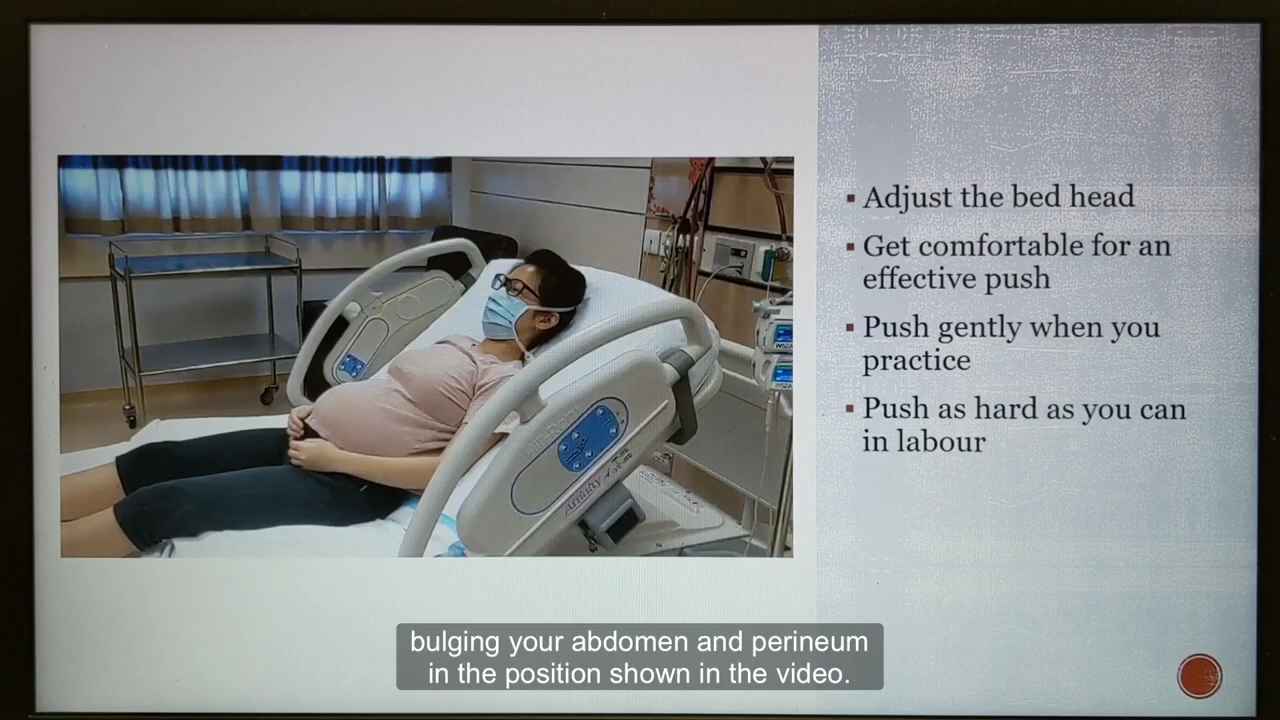 ▪ Adjust the bed head
▪ Get comfortable for an
effective push
▪ Push gently when you
practice
▪ Push as hard as you can
in labour
Affinity
bulging your abdomen and perineum
in the position shown in the video.